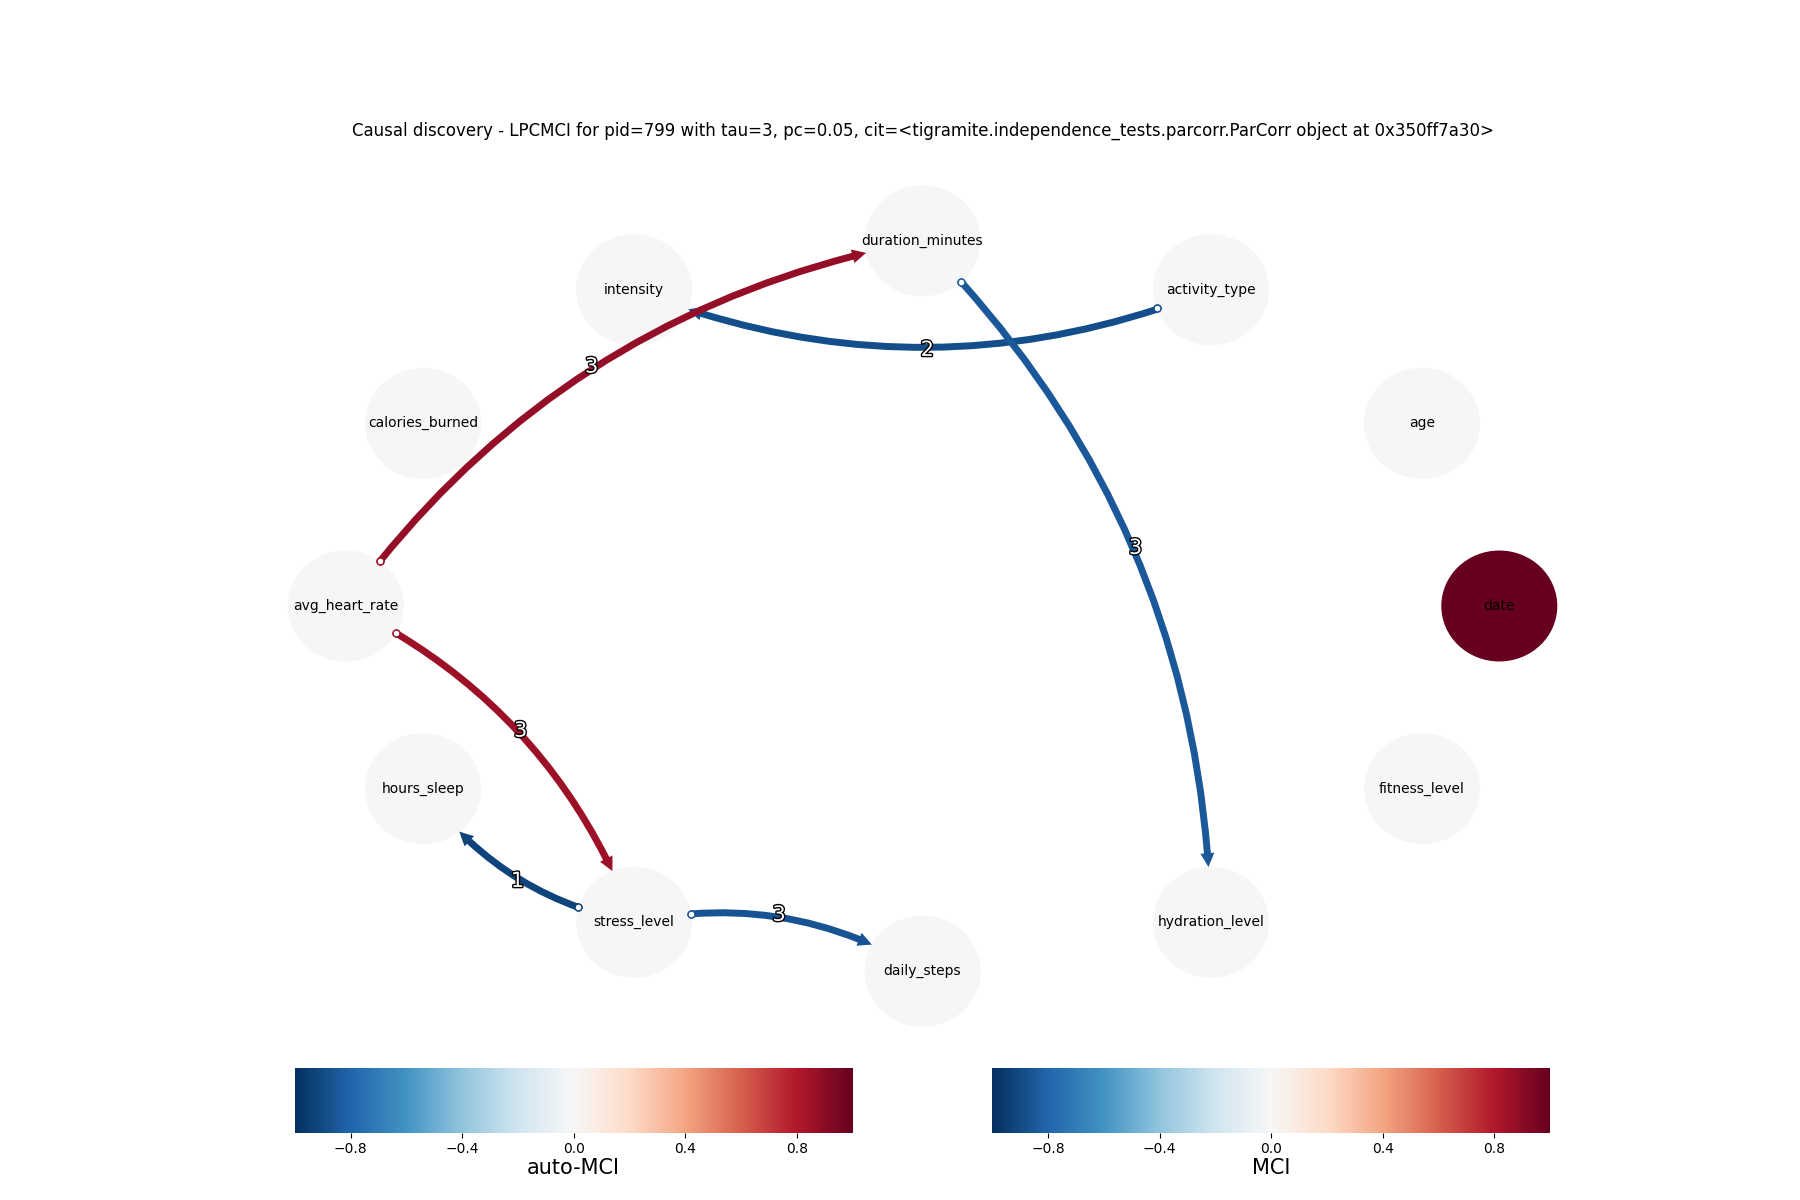 Causal discovery - LPCMCI for pid=799 with tau=3, pc=0.05, cit=<tigramite.independence_tests.parcorr.ParCorr object at 0x350ff7a30>
duration_minutes
intensity
activity_type
2
3
calories_burned
age
3
avg_heart_rate
date
3
hours_sleep
fitness_level
1
3
stress_level
hydration_level
daily_steps
−0.8 −0.4 0.0 0.4 0.8
auto-MCI
−0.8 −0.4 0.0 0.4 0.8
MCI